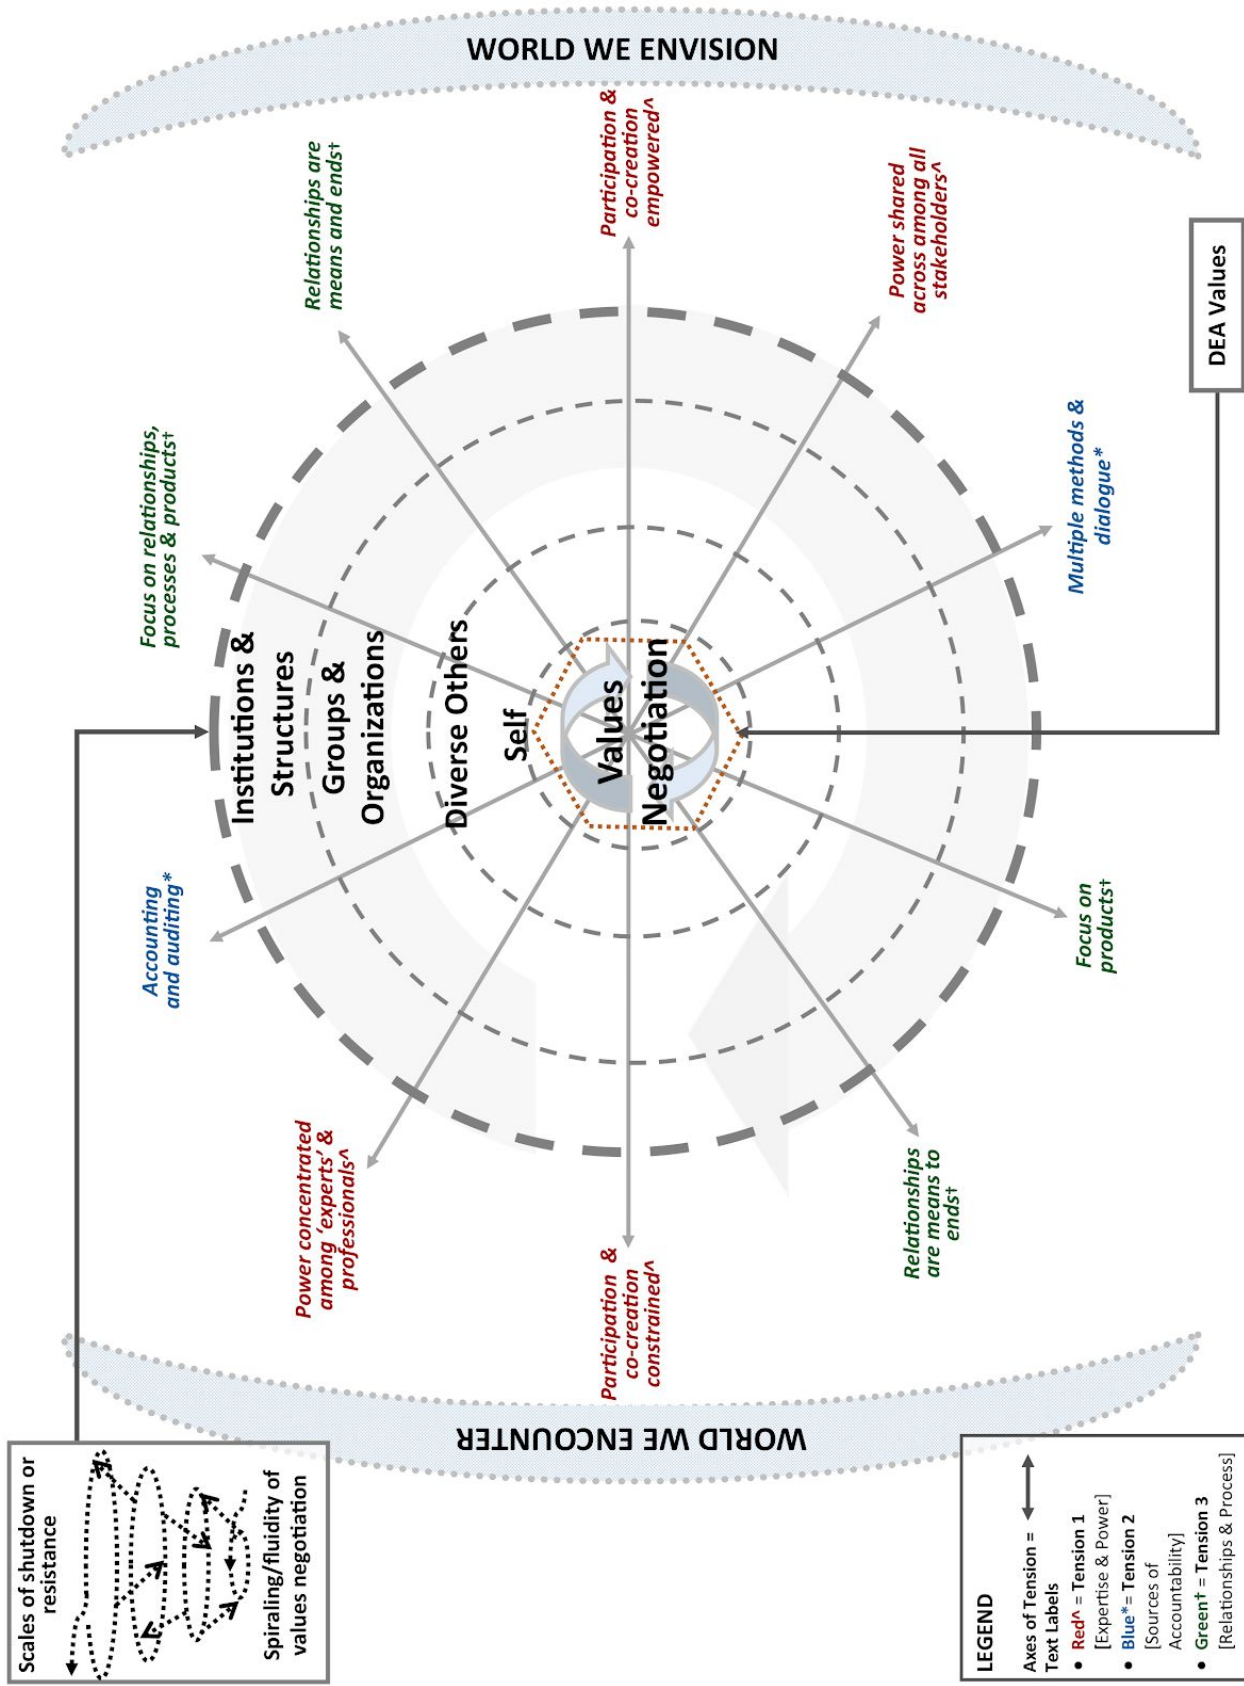 WORLD WE ENVISION
Relationships are
means and ends†
Participation &
co-creation
empowered^
Power shared
across among all
stakeholders^
Focus on relationships,
processes & products†
Multiple methods &
dialogue*
DEA Values
Institutions &
Structures
Groups &
Organizations
Diverse Others
Self
Values
Negotiation
Accounting
and auditing*
Focus on
products†
Power concentrated
among ‘experts’ &
professionals^
Participation &
co-creation
constrained^
Relationships
are means to
ends†
WORLD WE ENCOUNTER
Scales of shutdown or
resistance
Spiraling/fluidity of
values negotiation
LEGEND
Axes of Tension =
Text Labels
• Red^ = Tension 1
[Expertise & Power]
• Blue*= Tension 2
[Sources of
Accountability]
• Green† = Tension 3
[Relationships & Process]